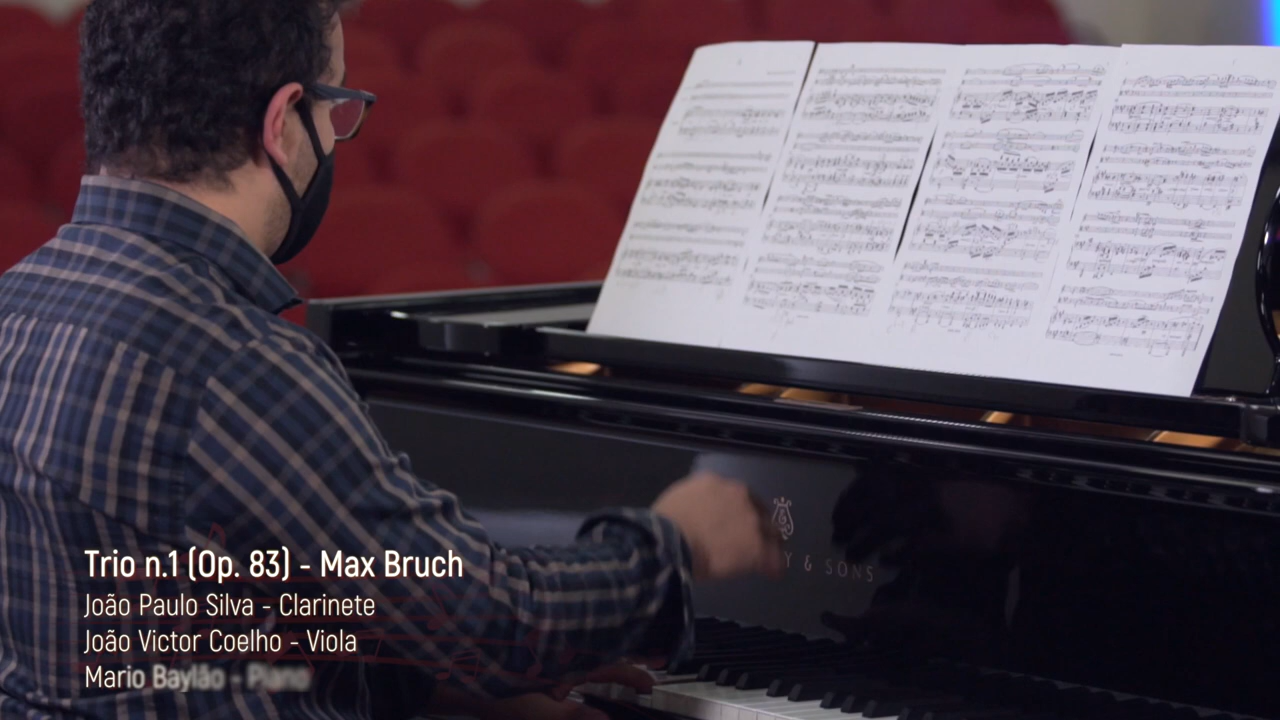 Trio n.1 (Op. 83) - Max Bruch
João Paulo Silva - Clarinete
João Victor Coelho - Viola
Mario Baylão - Piano
Y & SONS